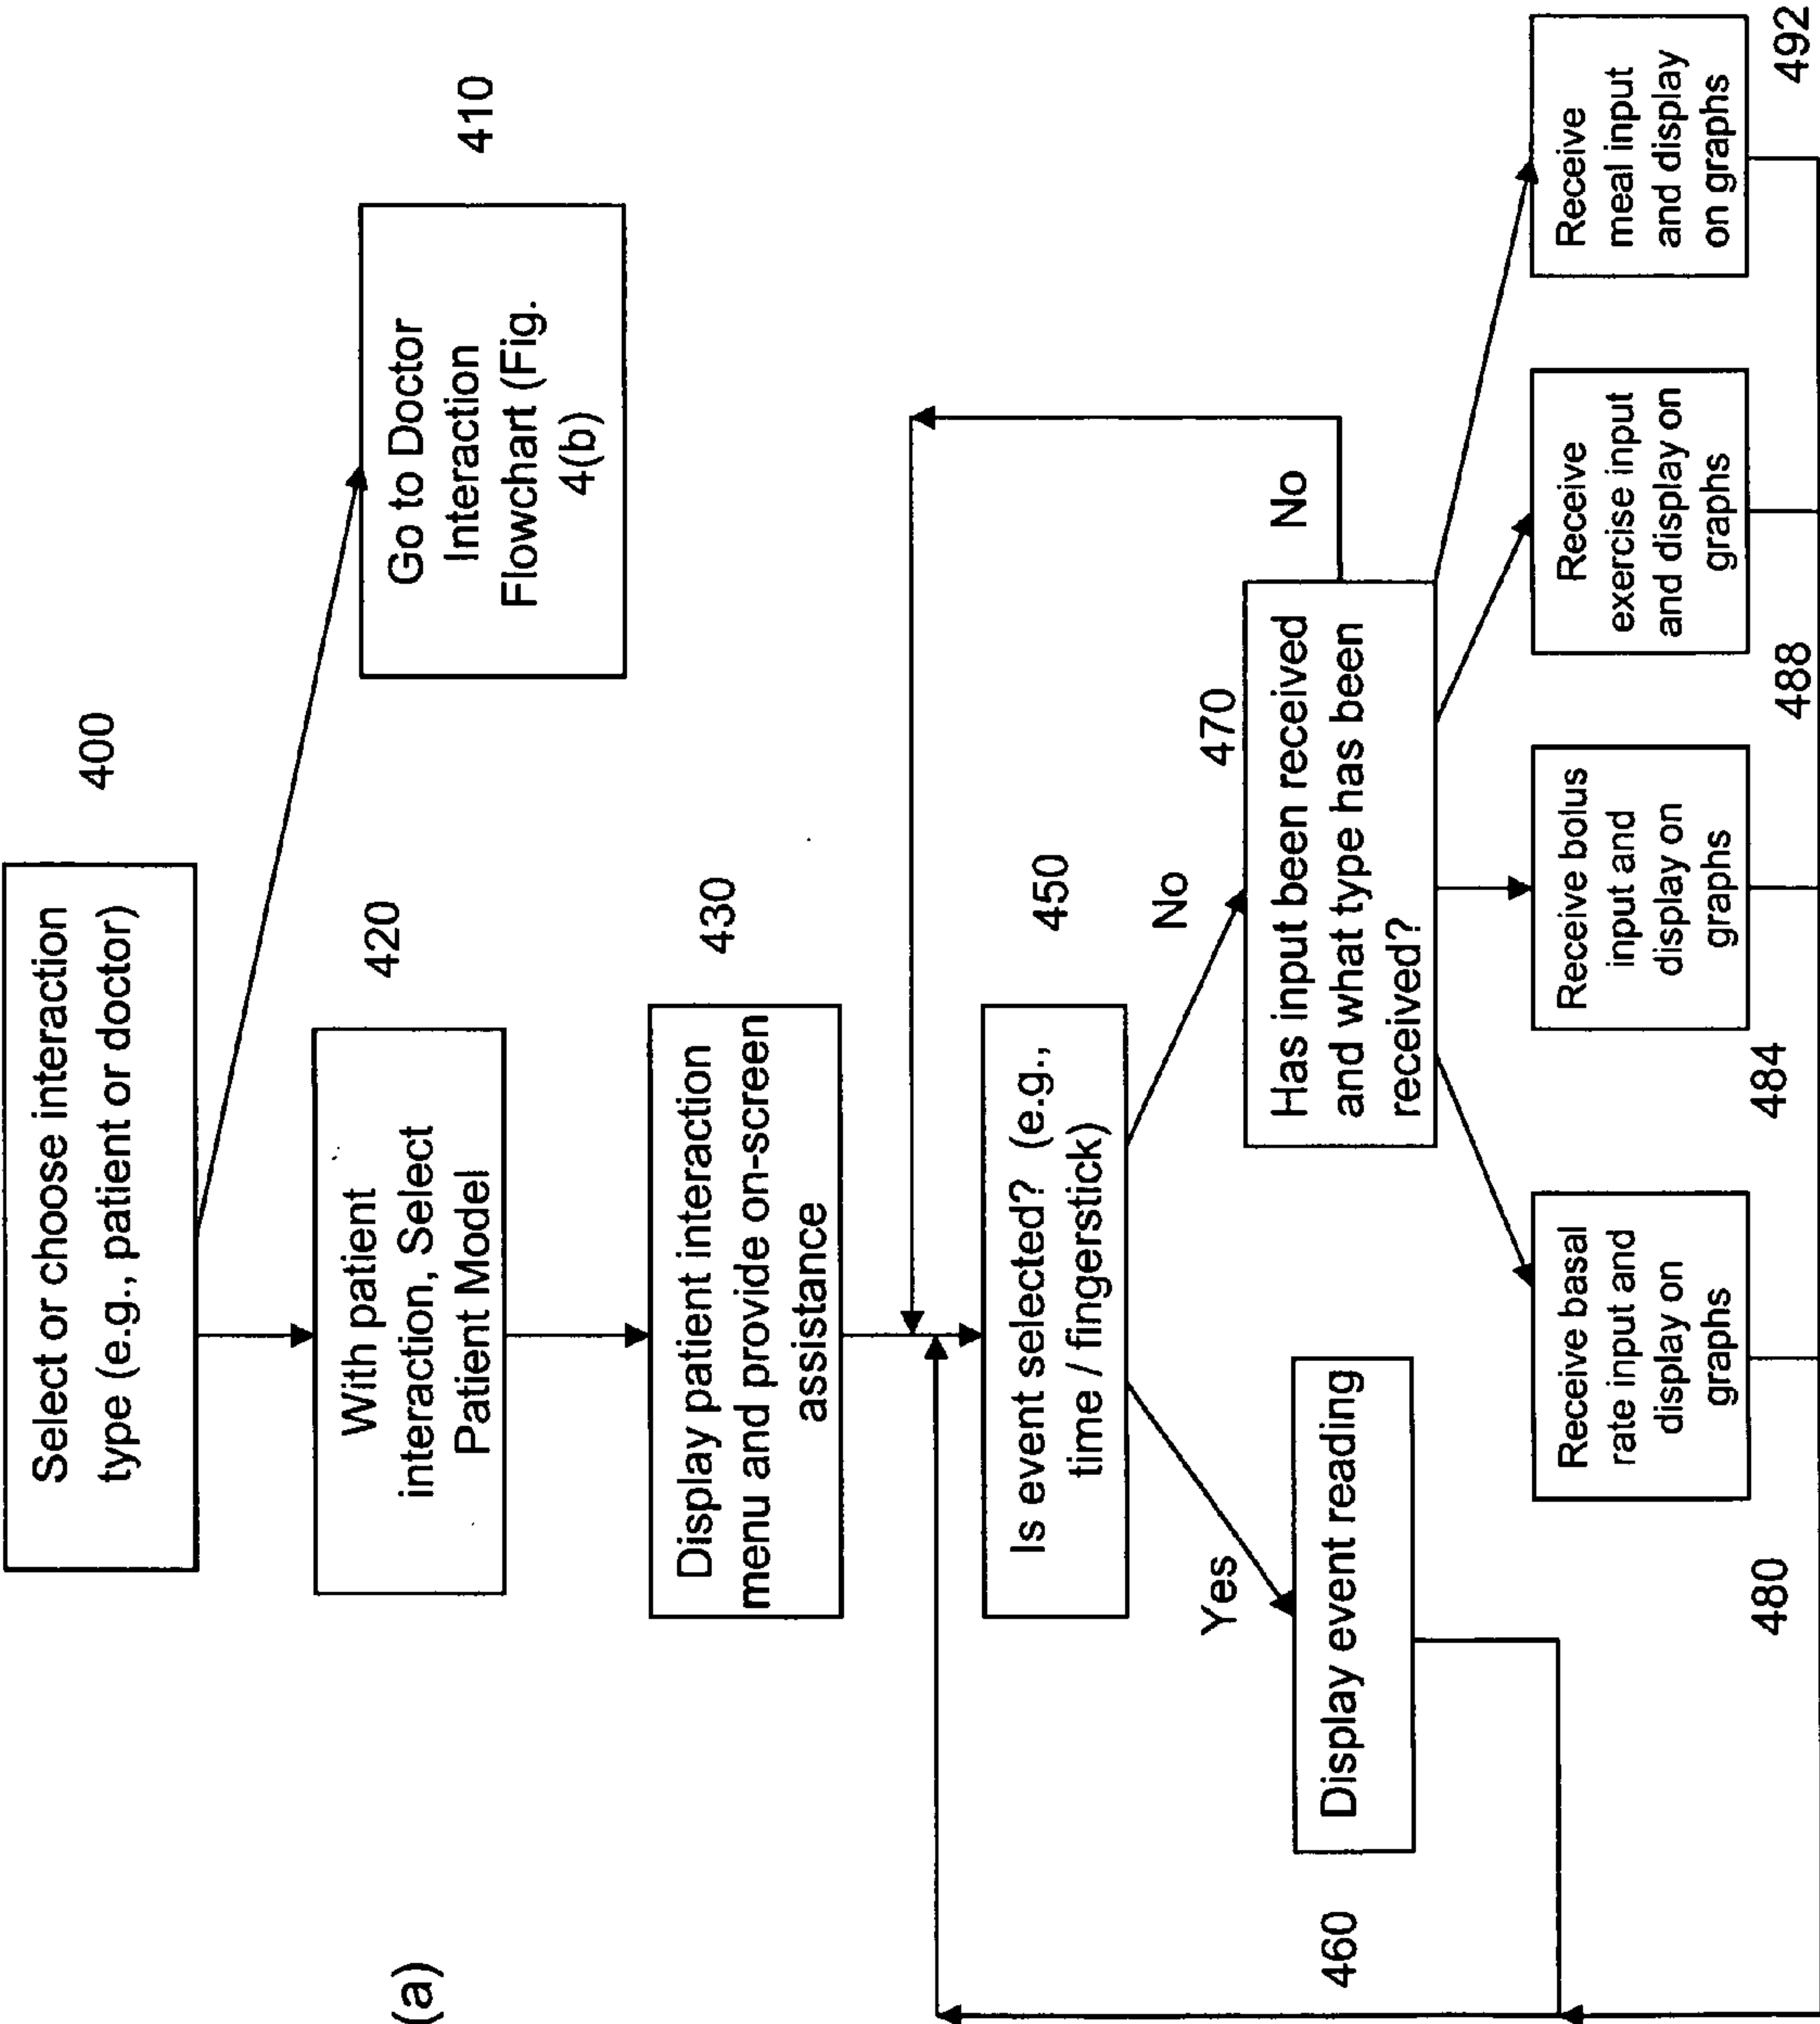 Select or choose interaction
type (e.g., patient or doctor)
400
With patient
interaction, Select
Patient Model
420
Go to Doctor
Interaction
Flowchart (Fig.
4(b)
410
(a)
Display patient interaction
menu and provide on-screen
assistance
430
Is event selected? (e.g.,
time / fingerstick)
450
Yes
No
460
Display event reading
470
Has input been received
and what type has been
received?
No
Receive basal
rate input and
display on
graphs
480
Receive bolus
input and
display on
graphs
484
Receive
exercise input
and display on
graphs
488
Receive
meal input
and display
on graphs
492